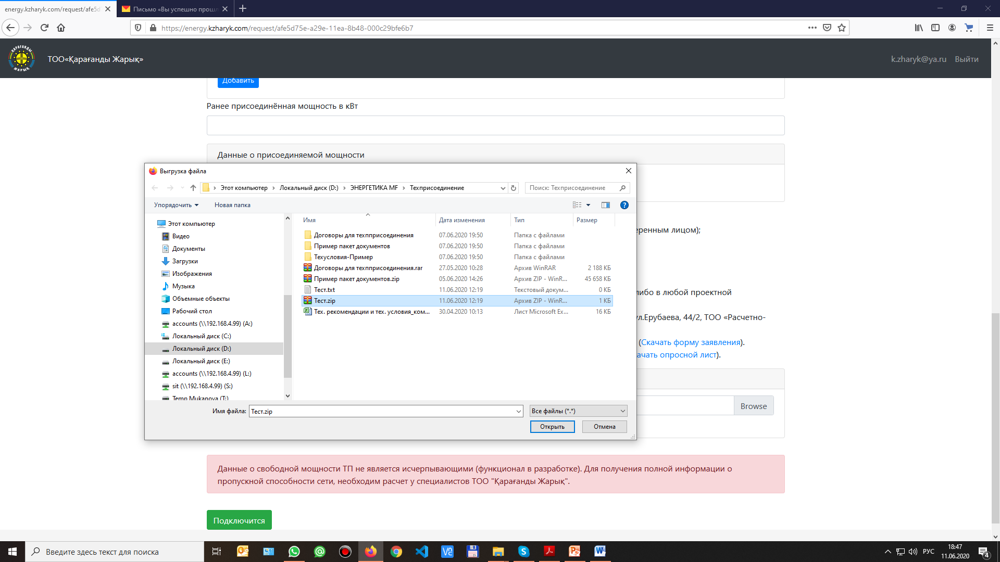 energy.kzharyk.com/request/afe5d
Письмо «Вы успешно прошл
https://energy.kzharyk.com/request/afe5d75e-a29e-11ea-8b48-000c29bfe6b7
ҚАРАҒАНДЫ ЖАРЫҚ
ТОО«Қарағанды Жарық»
k.zharyk@ya.ru
Выйти
Добавить
Ранее присоединённая мощность в кВт
Данные о присоединяемой мощности
Выгрузка файла
Этот компьютер › Локальный диск (D:) › ЭНЕРГЕТИКА MF › Техприсоединение
Поиск: Техприсоединение
Упорядочить
Новая папка
Этот компьютер
Видео
Документы
Загрузки
Изображения
Музыка
Объемные объекты
Рабочий стол
accounts (\\192.168.4.99) (A:)
Локальный диск (C:)
Локальный диск (D:)
Локальный диск (E:)
accounts (\\192.168.4.99) (L:)
sit (\\192.168.4.99) (S:)
Temp Mukanova (T:)
Имя Дата изменения Тип Размер
Договоры для техпприсоединения 07.06.2020 19:50 Папка с файлами
Пример пакет документов 07.06.2020 19:50 Папка с файлами
Техусловия-Пример 07.06.2020 19:50 Папка с файлами
Договоры для техпприсоединения.rar 27.05.2020 10:28 Архив WinRAR 2 188 КБ
Пример пакет документов.zip 05.06.2020 14:26 Архив ZIP - WinR... 45 658 КБ
Тест.txt 11.06.2020 12:19 Текстовый докум... 0 КБ
Тест.zip 11.06.2020 12:19 Архив ZIP - WinR... 1 КБ
Тех. рекомендации и тех. условия_ком... 30.04.2020 10:13 Лист Microsoft Ex... 16 КБ
Имя файла: Тест.zip
Все файлы (*.*)
Открыть
Отмена
еренным лицом);
либо в любой проектной
ул.Ерубаева, 44/2, ТОО «Расчетно-
(Скачать форму заявления).
ачать опросной лист).
Browse
Данные о свободной мощности ТП не является исчерпывающими (функционал в разработке). Для получения полной информации о
пропускной способности сети, необходим расчет у специалистов ТОО "Қарағанды Жарық".
Подключится
Введите здесь текст для поиска
РУС
18:47
11.06.2020
4